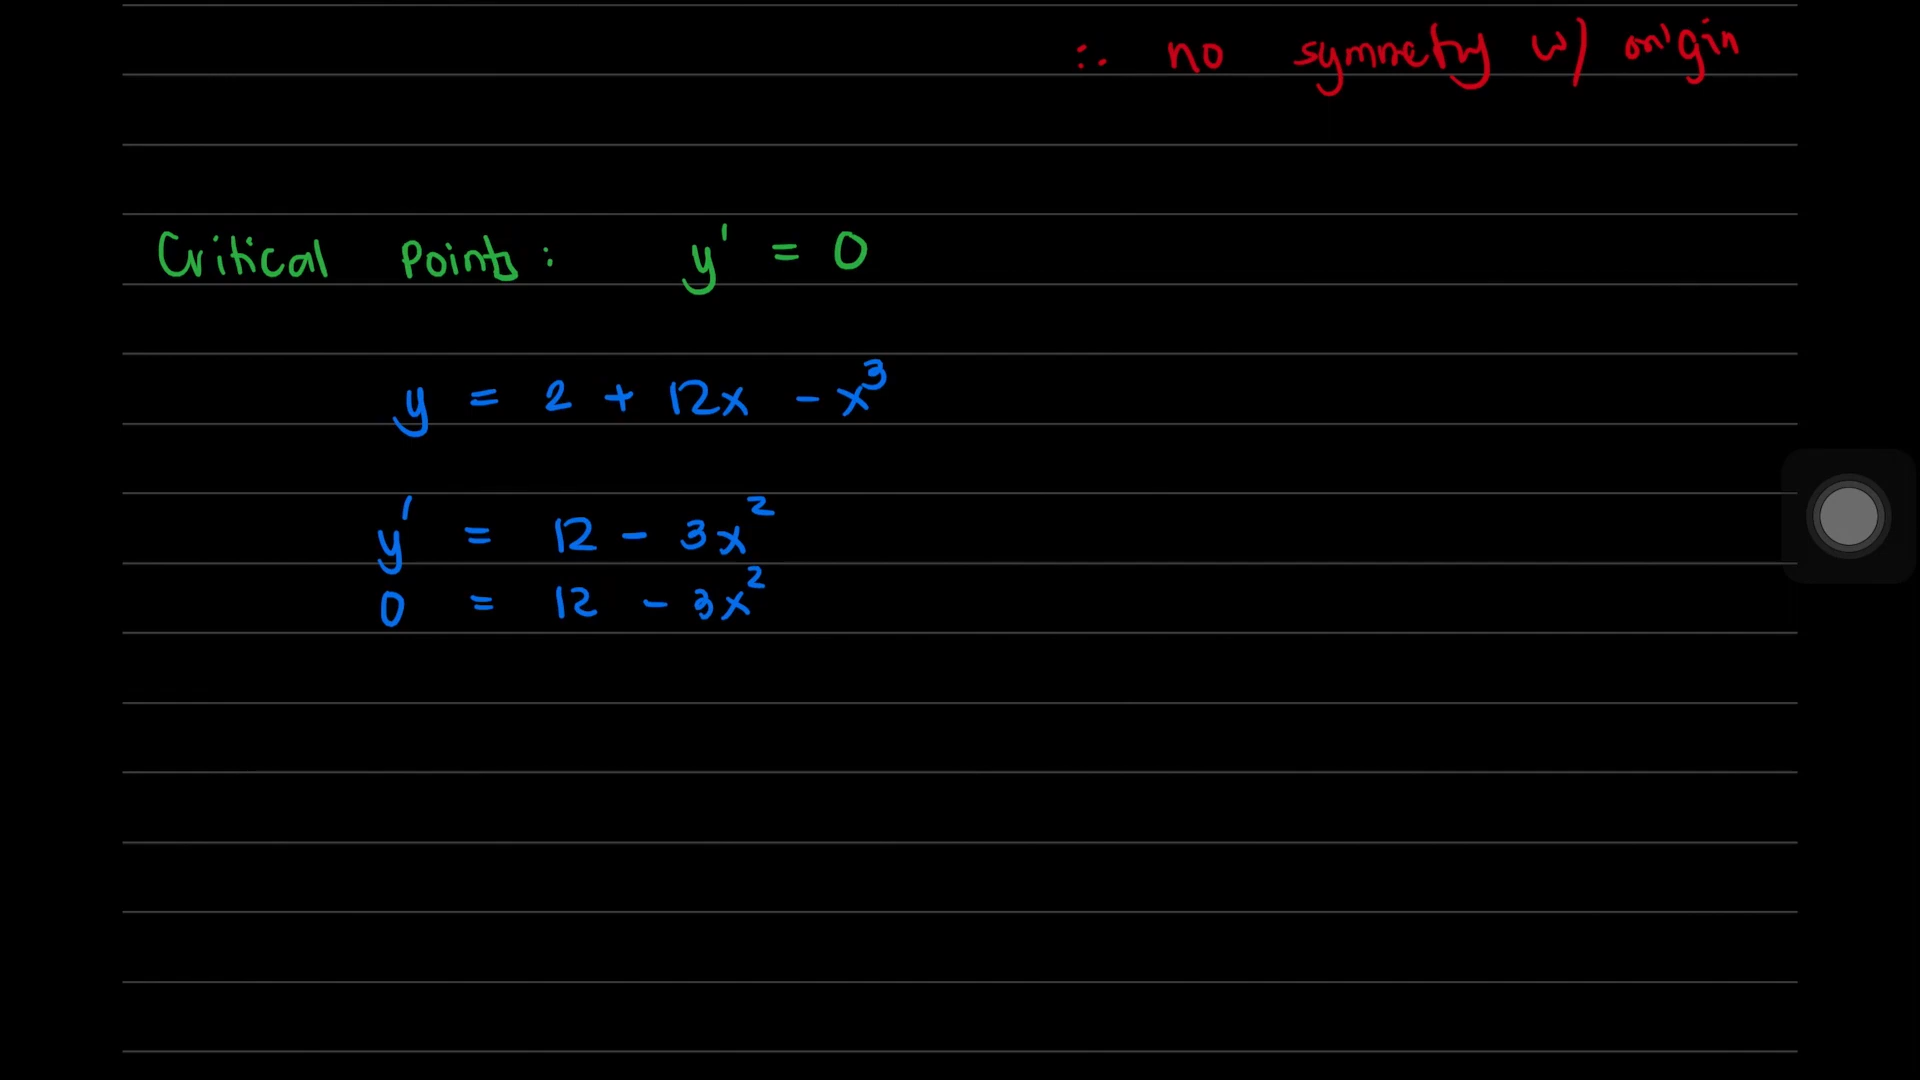 ∴ no symmetry w/ origin
Critical Points: y' = 0
y = 2 + 12x - x³
y' = 12 - 3x²
0 = 12 - 3x²